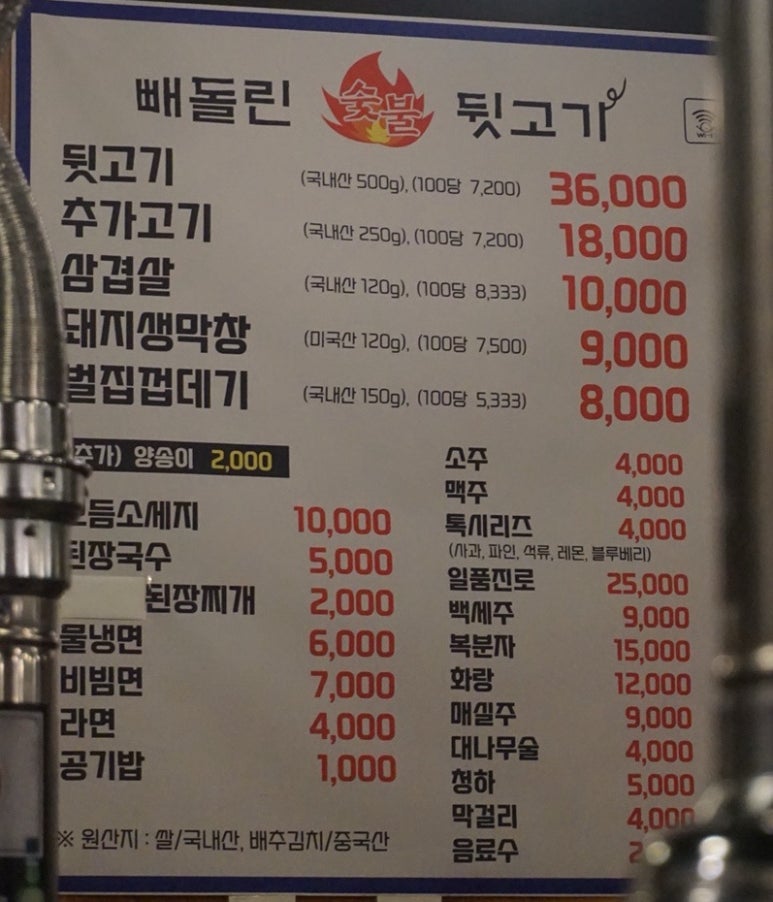 빼돌린 숯불 뒷고기
뒷고기 (국내산 500g), (100당 7,200) 36,000
추가고기 (국내산 250g), (100당 7,200) 18,000
삼겹살 (국내산 120g), (100당 8,333) 10,000
돼지생막창 (미국산 120g), (100당 7,500) 9,000
벌집껍데기 (국내산 150g), (100당 5,333) 8,000
추가) 양송이 2,000
듬소세지 10,000
된장국수 5,000
된장찌개 2,000
물냉면 6,000
비빔면 7,000
라면 4,000
공기밥 1,000
소주 4,000
맥주 4,000
톡시리즈 4,000
(사과, 파인, 석류, 레몬, 블루베리)
일품진로 25,000
백세주 9,000
복분자 15,000
화랑 12,000
매실주 9,000
대나무술 4,000
청하 5,000
막걸리 4,000
음료수
※ 원산지 : 쌀/국내산, 배추김치/중국산